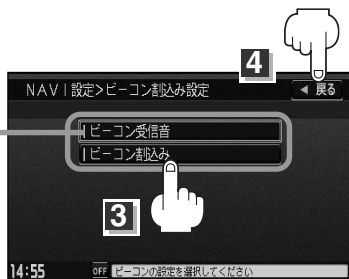 4
NAVI設定>ビーコン割込み設定
◀ 戻る
ビーコン受信音
ビーコン割込み
3
14:55 OFF ビーコンの設定を選択してください